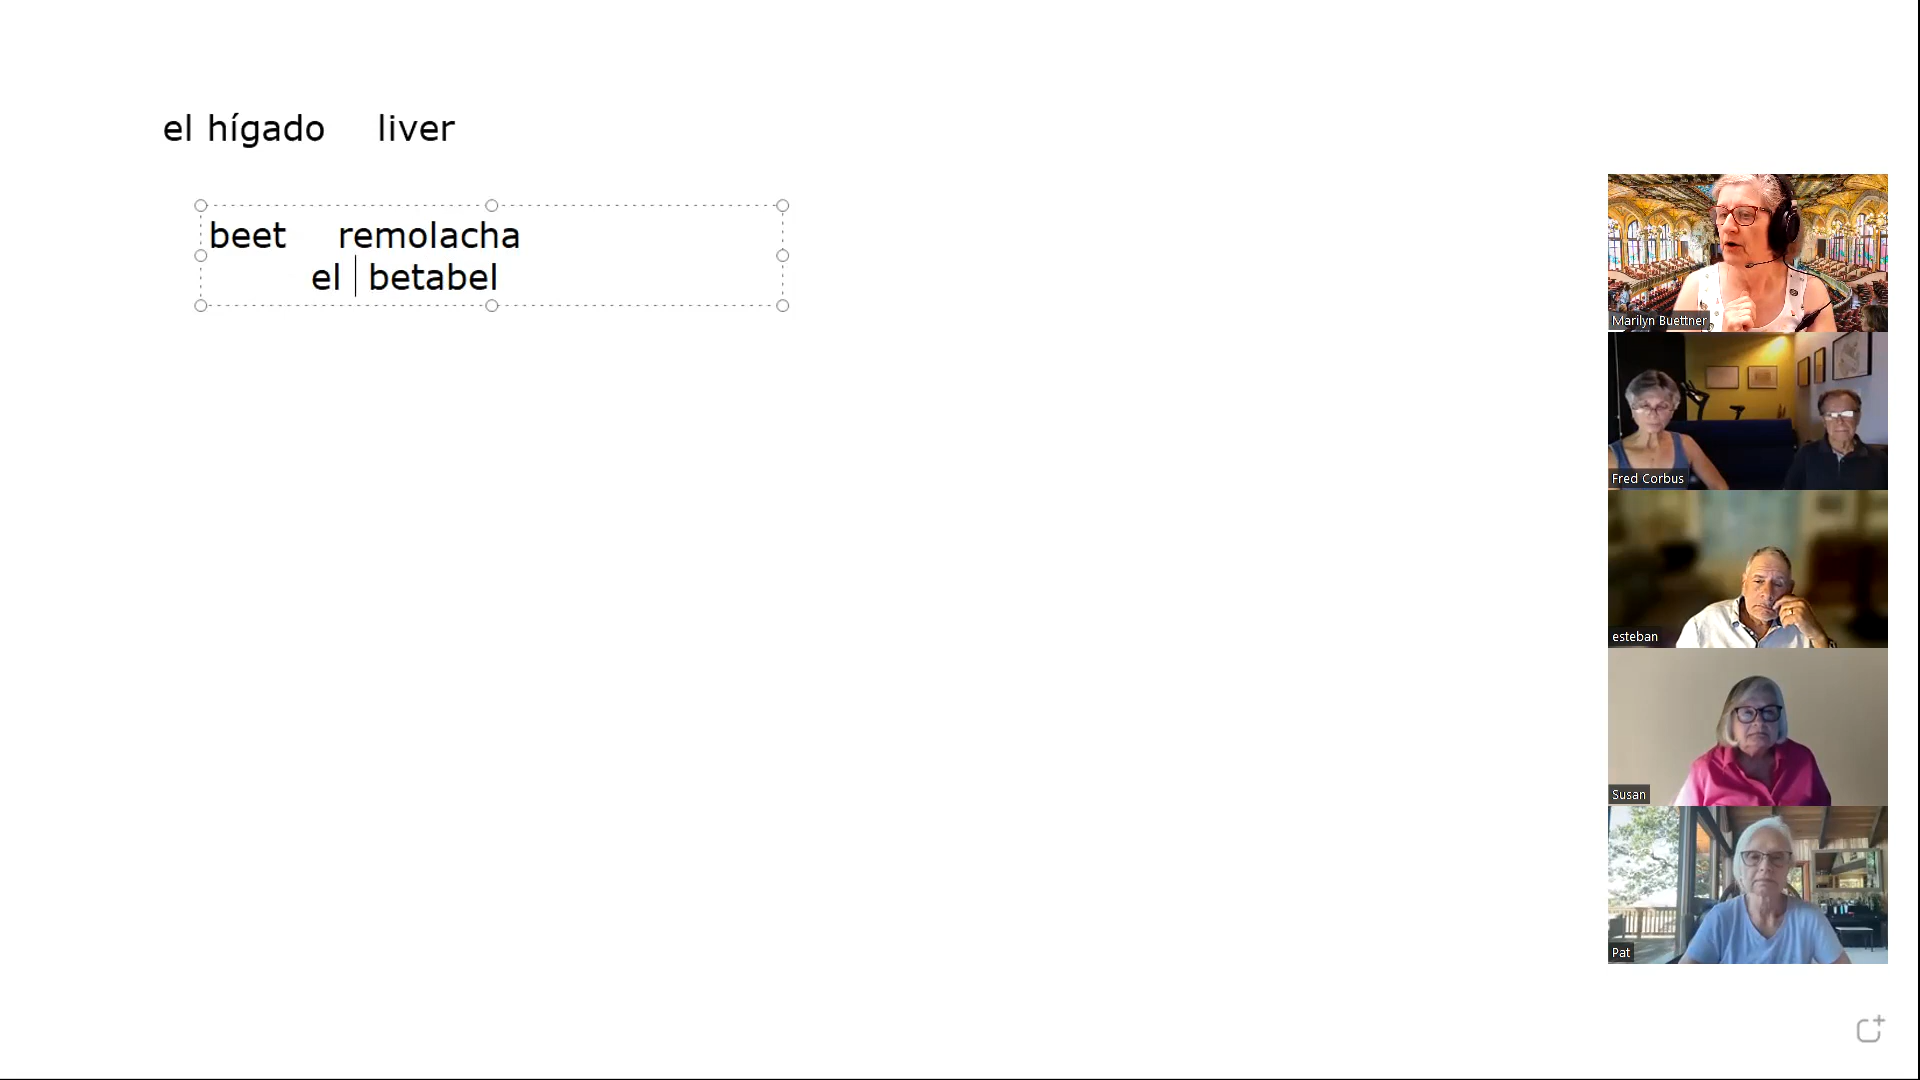 el hígado liver
beet remolacha
el betabel
Marilyn Buettner
Fred Corbus
esteban
Susan
Pat